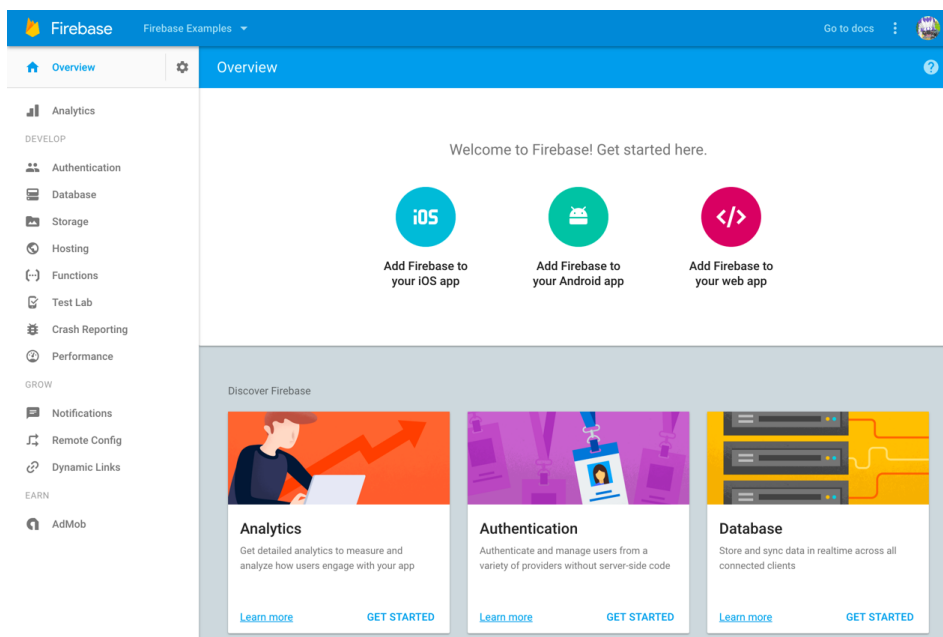 Firebase
Firebase Examples
Go to docs
Overview
Overview
Analytics
DEVELOP
Authentication
Database
Storage
Hosting
Functions
Test Lab
Crash Reporting
Performance
GROW
Notifications
Remote Config
Dynamic Links
EARN
AdMob
Welcome to Firebase! Get started here.
iOS
Add Firebase to
your iOS app
Add Firebase to
your Android app
</>
Add Firebase to
your web app
Discover Firebase
Analytics
Get detailed analytics to measure and
analyze how users engage with your app
Learn more
GET STARTED
Authentication
Authenticate and manage users from a
variety of providers without server-side code
Learn more
GET STARTED
Database
Store and sync data in realtime across all
connected clients
Learn more
GET STARTED